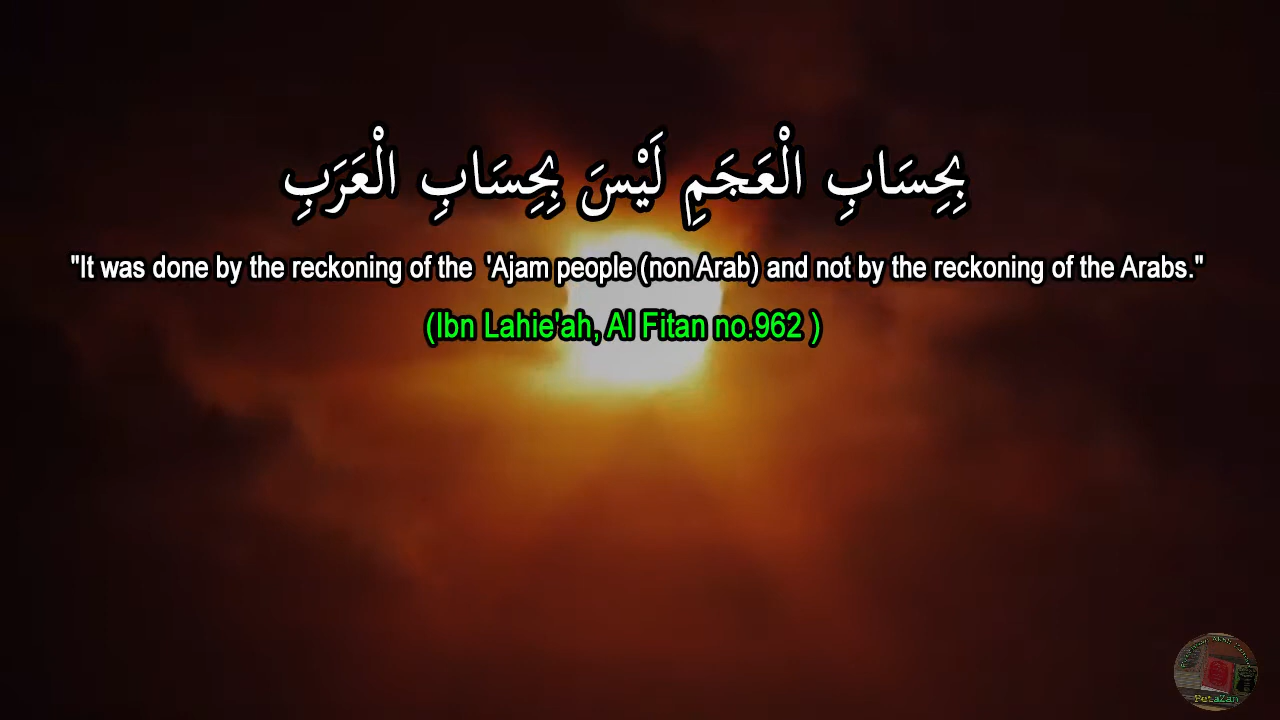 بِحِسَابِ الْعَجَمِ لَيْسَ بِحِسَابِ الْعَرَبِ
"It was done by the reckoning of the 'Ajam people (non Arab) and not by the reckoning of the Arabs."
(Ibn Lahie'ah, Al Fitan no.962 )
PetaZan